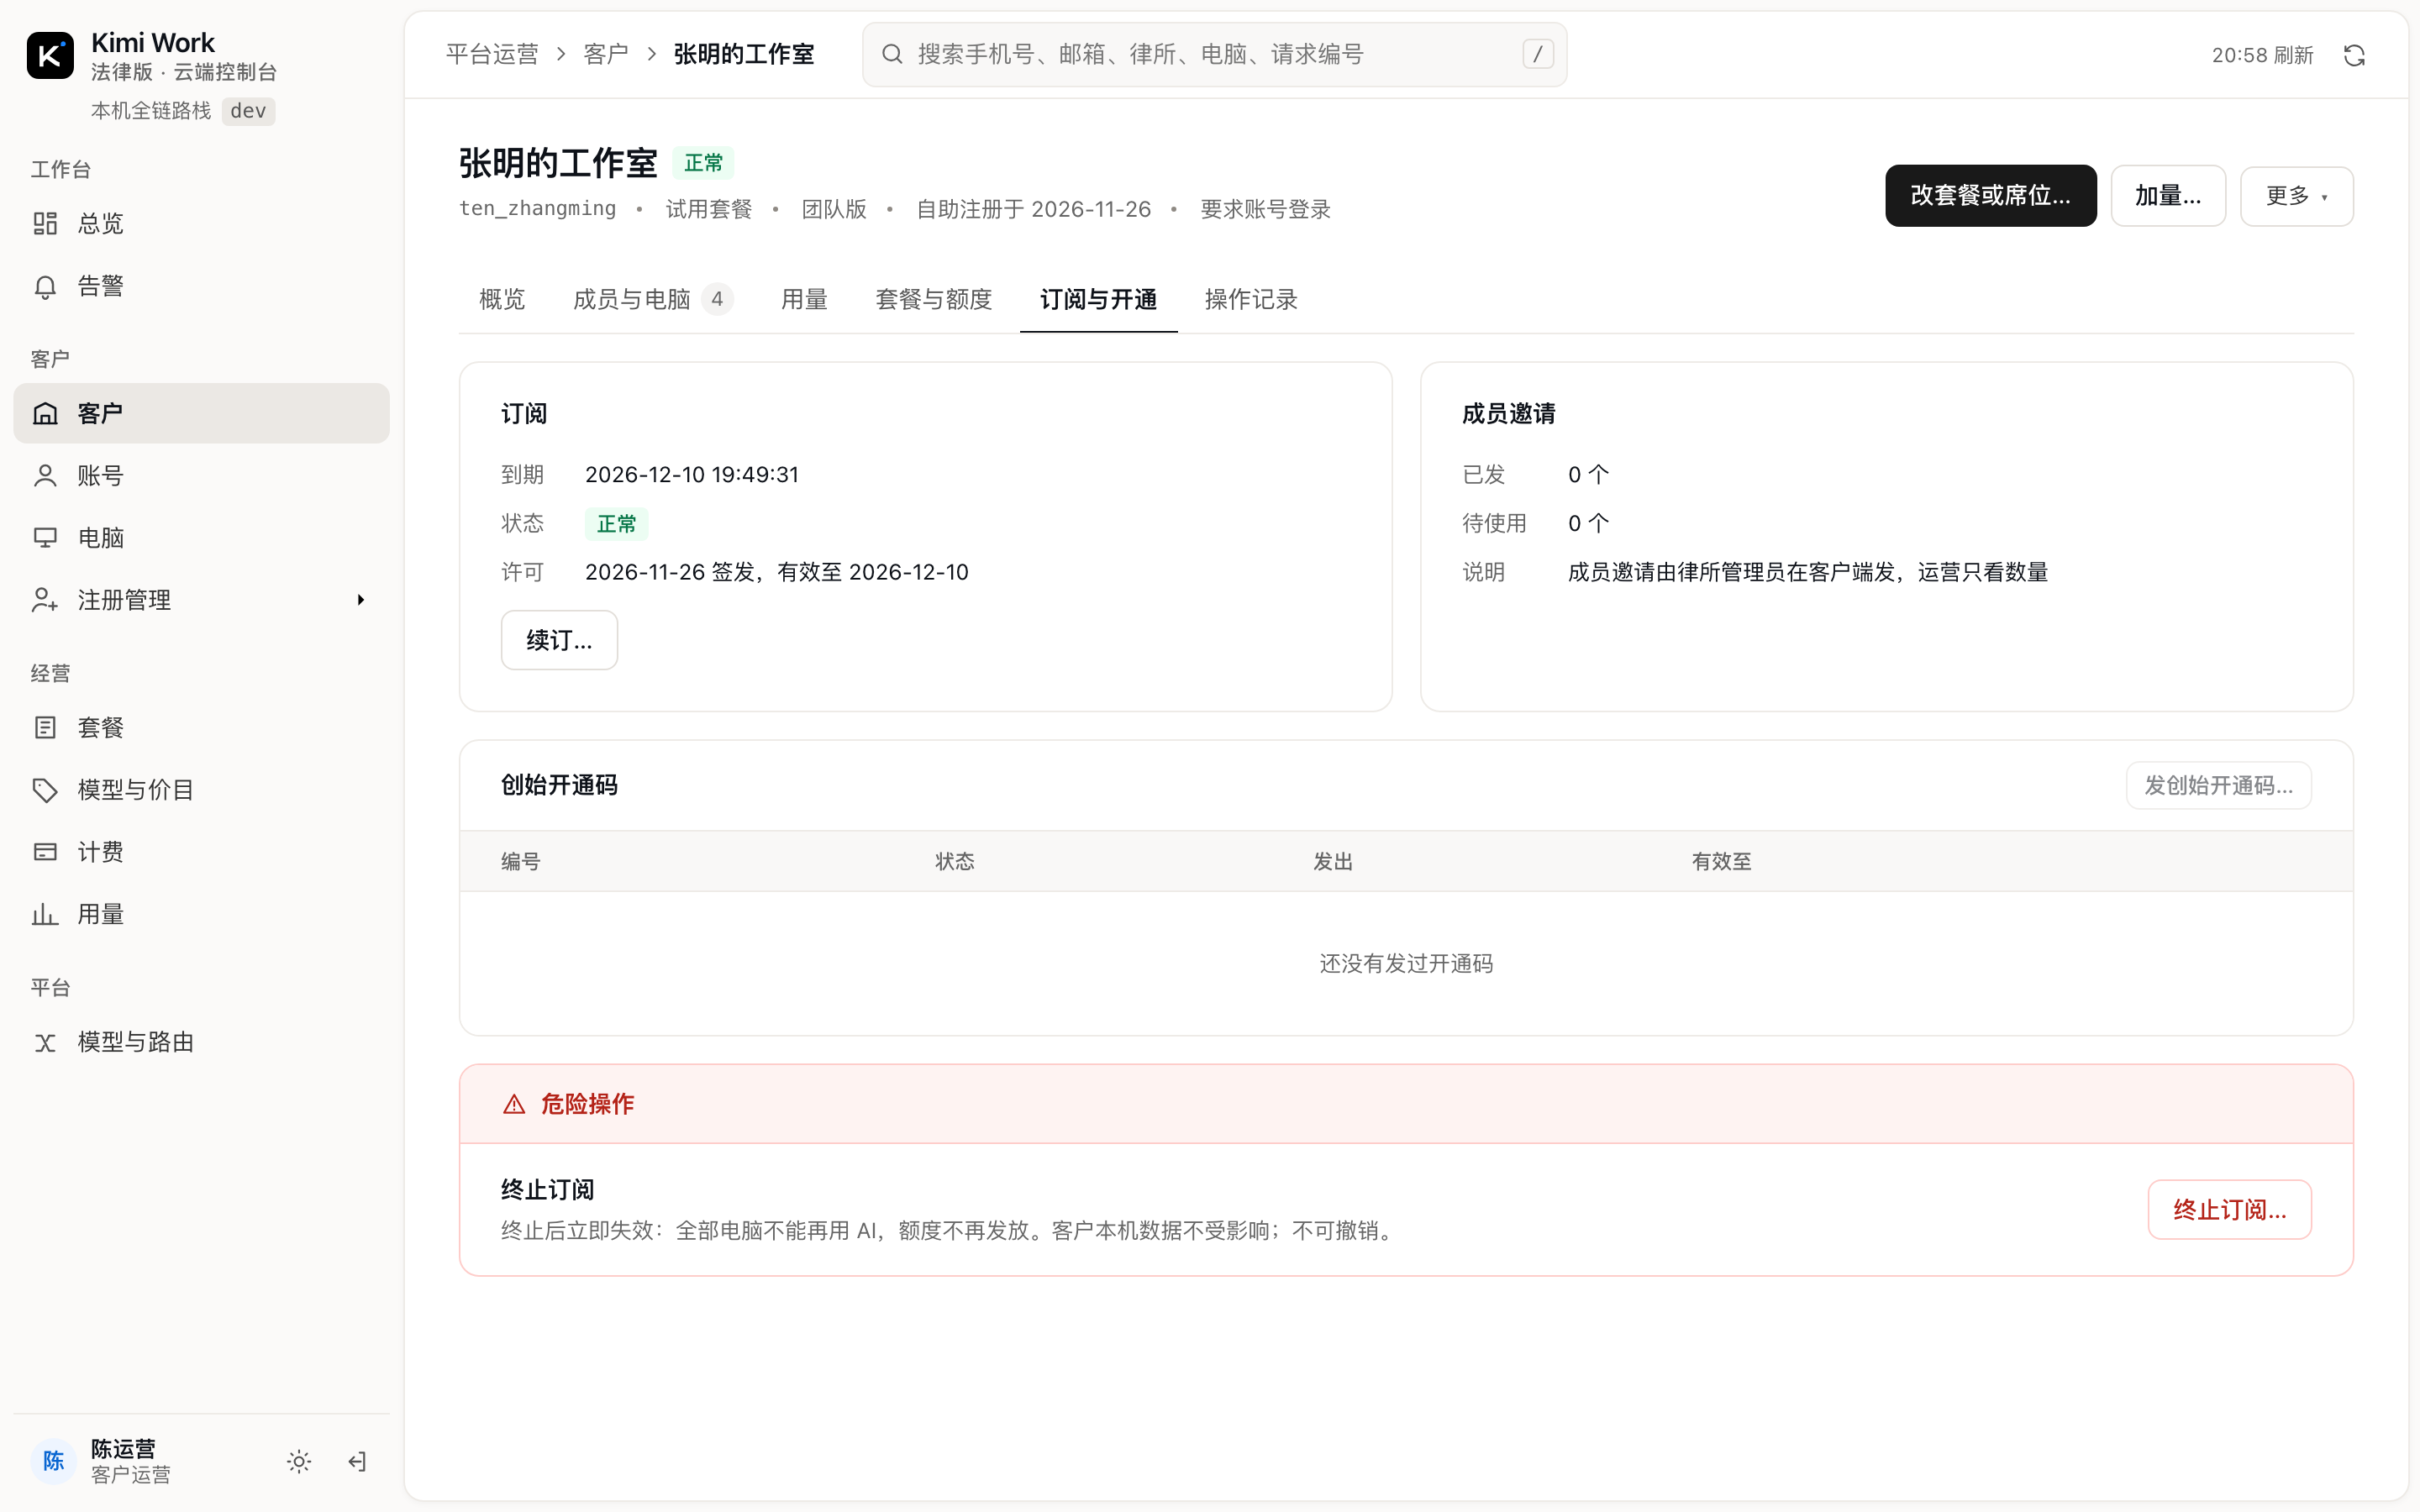 Kimi Work
法律版 · 云端控制台
本机全链路栈 dev
工作台
总览
告警
客户
客户
账号
电脑
注册管理
经营
套餐
模型与价目
计费
用量
平台
模型与路由
陈 陈运营
客户运营
平台运营 > 客户 > 张明的工作室
搜索手机号、邮箱、律所、电脑、请求编号 /
20:58 刷新
张明的工作室 正常
ten_zhangming • 试用套餐 • 团队版 • 自助注册于 2026-11-26 • 要求账号登录
改套餐或席位... 加量... 更多
概览 成员与电脑 4 用量 套餐与额度 订阅与开通 操作记录
订阅
到期 2026-12-10 19:49:31
状态 正常
许可 2026-11-26 签发，有效至 2026-12-10
续订...
成员邀请
已发 0 个
待使用 0 个
说明 成员邀请由律所管理员在客户端发，运营只看数量
创始开通码 发创始开通码...
编号 状态 发出 有效至
还没有发过开通码
危险操作
终止订阅
终止后立即失效：全部电脑不能再用 AI，额度不再发放。客户本机数据不受影响；不可撤销。
终止订阅...